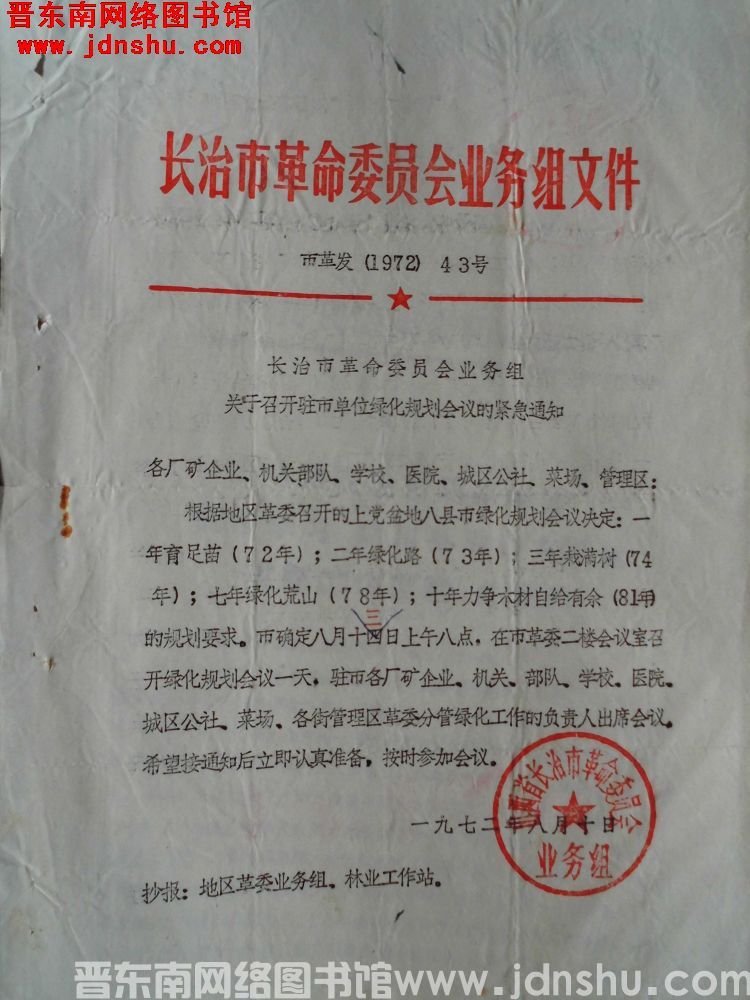 晋东南网络图书馆
www.jdnshu.com
长治市革命委员会业务组文件
市革发（1972）43号
长治市革命委员会业务组
关于召开驻市单位绿化规划会议的紧急通知
各厂矿企业、机关部队、学校、医院、城区公社、菜场、管理区：
根据地区革委召开的上党盆地八县市绿化规划会议决定：一
年育足苗（72年）；二年绿化路（73年）；三年栽满树（74
年）；七年绿化荒山（78年）；十年力争木材自给有余（81年）
三
的规划要求。市确定八月十四日上午八点，在市革委二楼会议室召
开绿化规划会议一天，驻市各厂矿企业、机关、部队、学校、医院、
城区公社、菜场、各街管理区革委分管绿化工作的负责人出席会议。
希望接通知后立即认真准备，按时参加会议。
山西省长治市革命委员会
一九七二年八月十日
业务组
抄报：地区革委业务组、林业工作站。
晋东南网络图书馆www.jdnshu.com